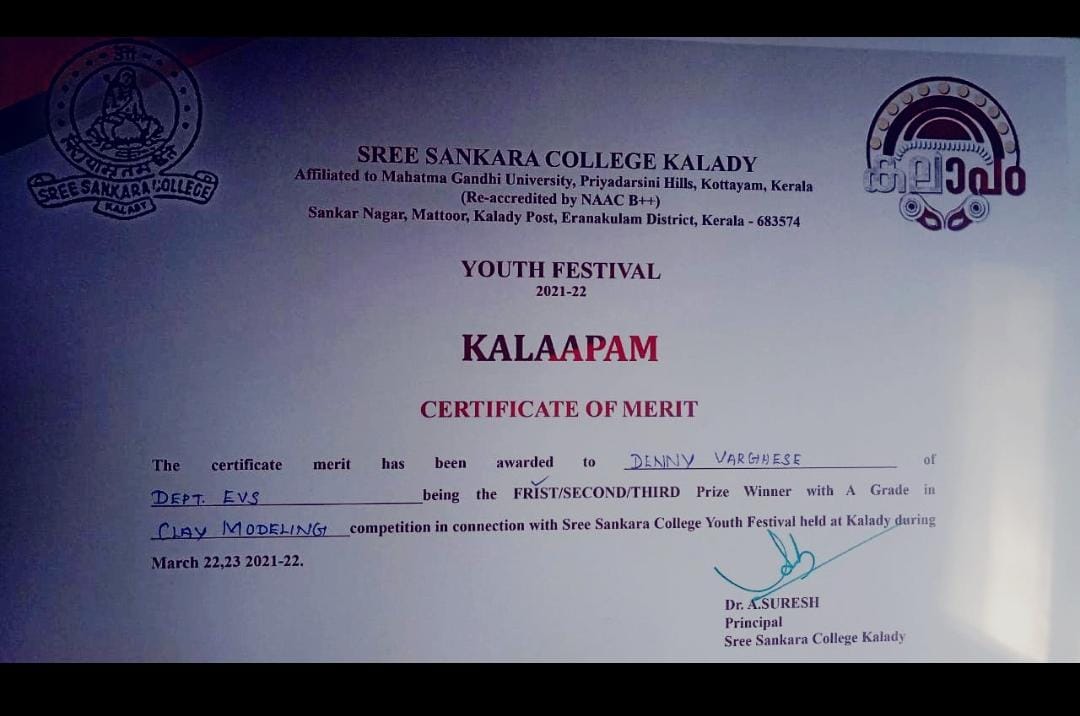 SREE SANKARA COLLEGE
KALADY
കലാപം
SREE SANKARA COLLEGE KALADY
Affiliated to Mahatma Gandhi University, Priyadarsini Hills, Kottayam, Kerala
(Re-accredited by NAAC B++)
Sankar Nagar, Mattoor, Kalady Post, Eranakulam District, Kerala - 683574
YOUTH FESTIVAL
2021-22
KALAAPAM
CERTIFICATE OF MERIT
The certificate merit has been awarded to DENNY VARGHESE of
DEPT. EVS being the FRIST/SECOND/THIRD Prize Winner with A Grade in
CLAY MODELING competition in connection with Sree Sankara College Youth Festival held at Kalady during
March 22,23 2021-22.
Dr. A.SURESH
Principal
Sree Sankara College Kalady